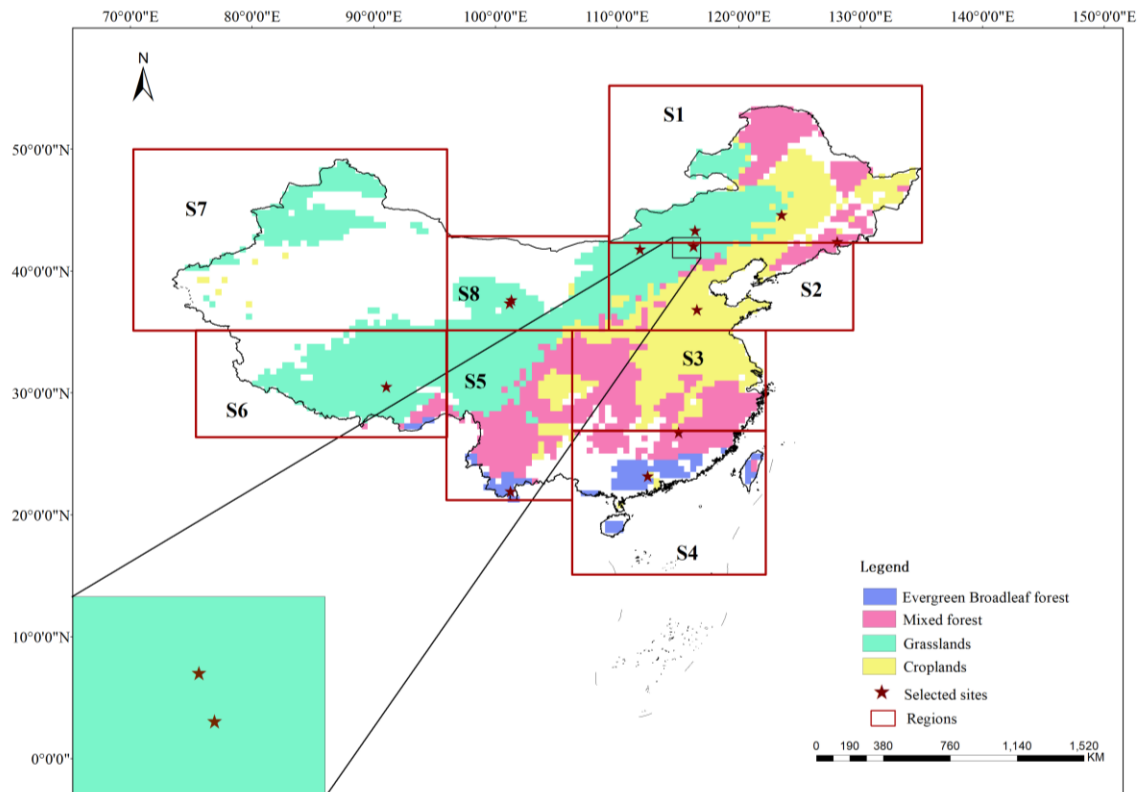 70°0'0"E 80°0'0"E 90°0'0"E 100°0'0"E 110°0'0"E 120°0'0"E 130°0'0"E 140°0'0"E 150°0'0"E
N
S1
50°0'0"N
S7
40°0'0"N
S8
S2
S3
S5
30°0'0"N
S6
20°0'0"N
S4
Legend
Evergreen Broadleaf forest
Mixed forest
10°0'0"N
Grasslands
Croplands
Selected sites
Regions
0°0'0"
0 190 380 760 1,140 1,520
KM